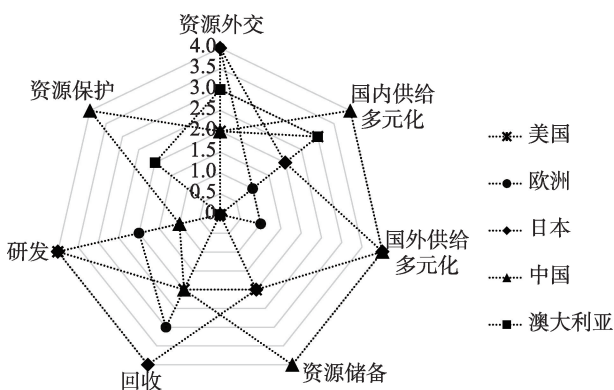 资源外交
4.0
3.5
3.0
2.5
2.0
1.5
1.0
0.5
0
国内供给
多元化
国外供给
多元化
资源储备
回收
研发
资源保护
美国
欧洲
日本
中国
澳大利亚